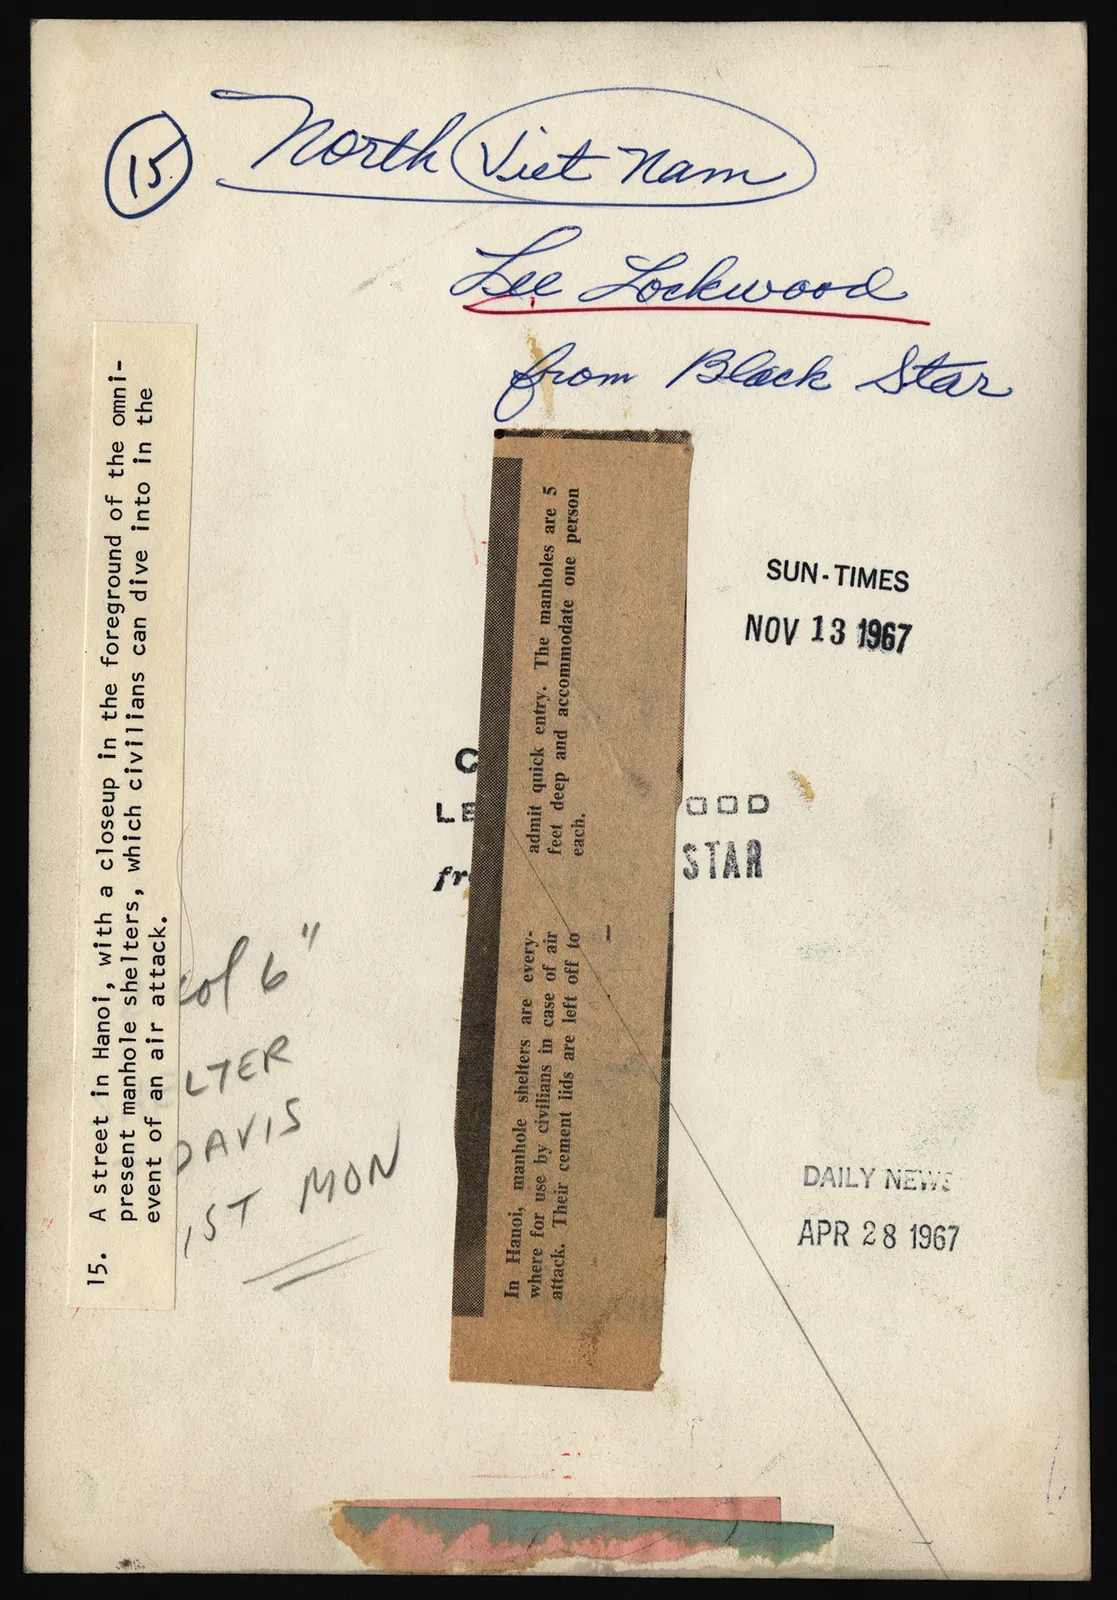 15
North Viet Nam
Lee Lockwood
from Black Star
15. A street in Hanoi, with a closeup in the foreground of the omni-
present manhole shelters, which civilians can dive into in the
event of an air attack.
In Hanoi, manhole shelters are every-
where for use by civilians in case of air
attack. Their cement lids are left off to
admit quick entry. The manholes are 5
feet deep and accommodate one person
each.
SUN-TIMES
NOV 13 1967
C
LE OOD
fr STAR
col 6"
LTER
DAVIS
1ST MON
DAILY NEWS
APR 28 1967